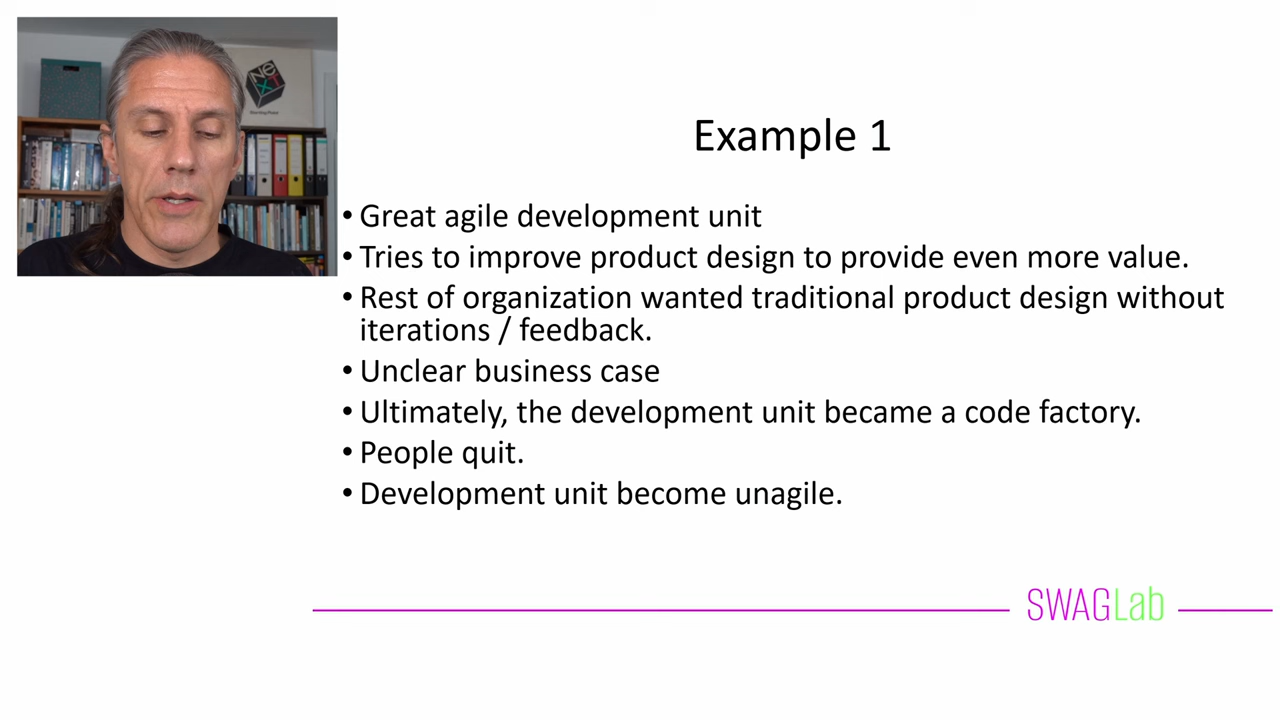 NeXT
Example 1
• Great agile development unit
• Tries to improve product design to provide even more value.
• Rest of organization wanted traditional product design without
iterations / feedback.
• Unclear business case
• Ultimately, the development unit became a code factory.
• People quit.
• Development unit become unagile.
SWAGLab